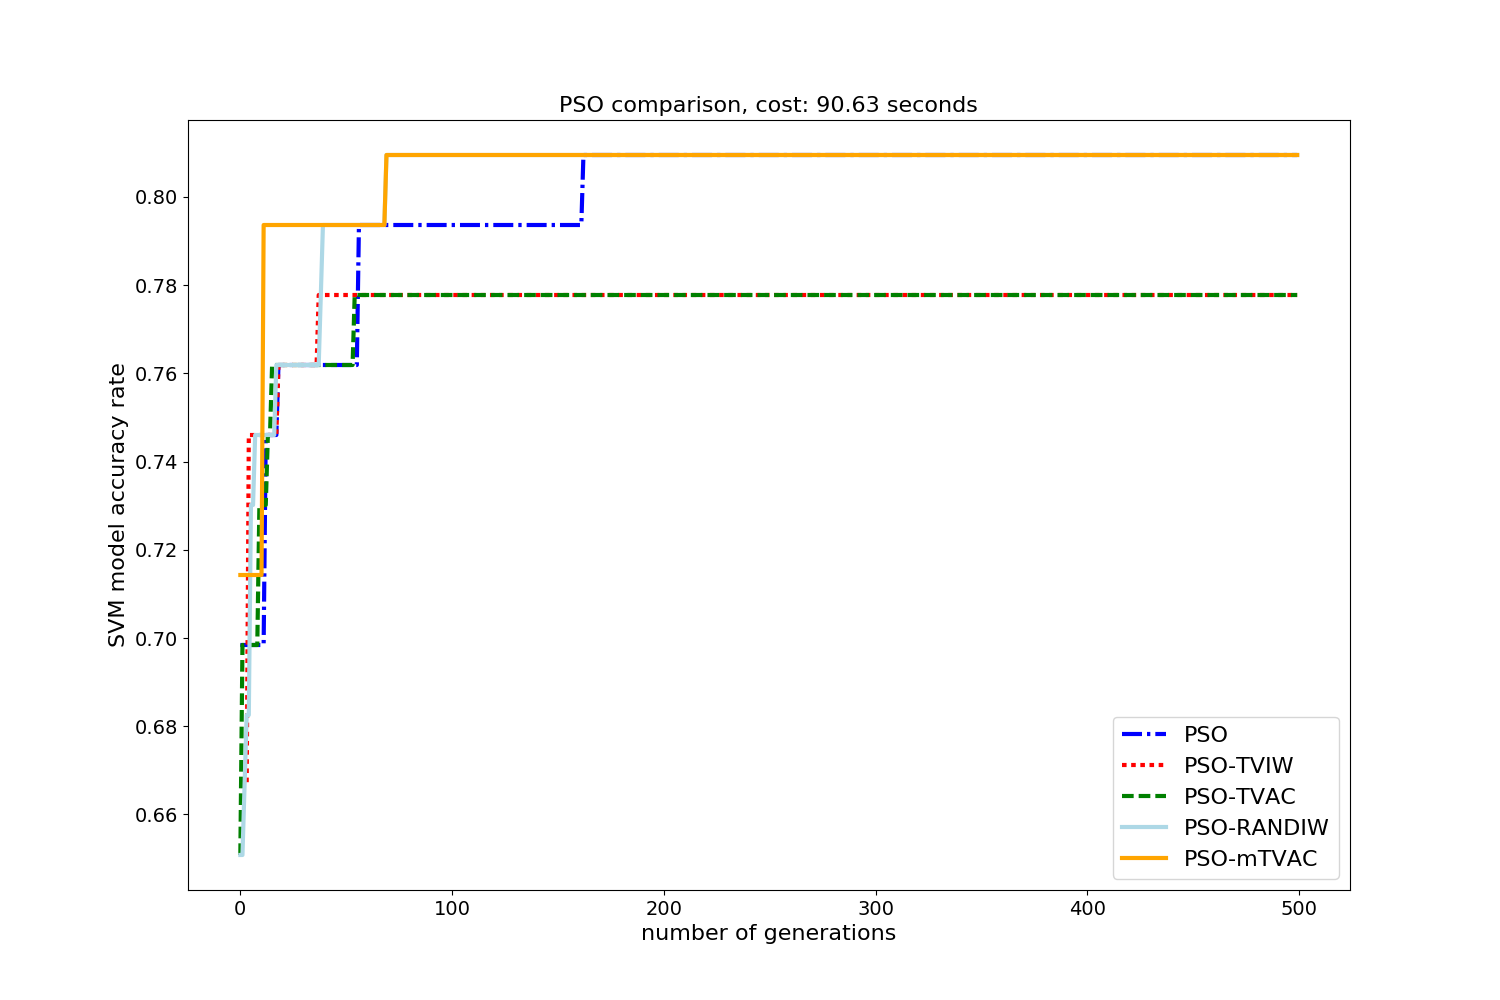 PSO comparison, cost: 90.63 seconds
SVM model accuracy rate
0.80
0.78
0.76
0.74
0.72
0.70
0.68
0.66
0 100 200 300 400 500
number of generations
PSO
PSO-TVIW
PSO-TVAC
PSO-RANDIW
PSO-mTVAC